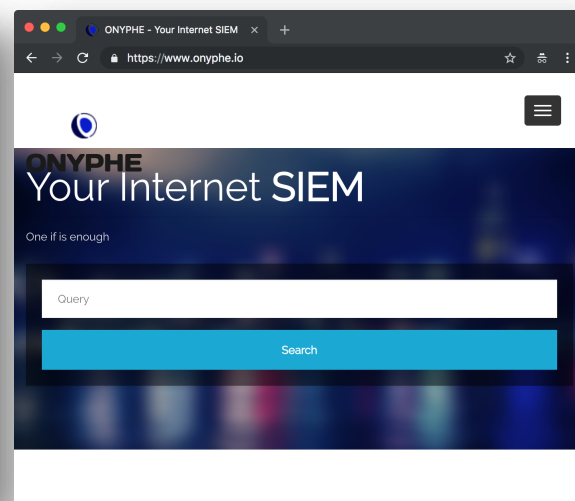 ONYPHE - Your Internet SIEM
https://www.onyphe.io
ONYPHE
Your Internet SIEM
One if is enough
Query
Search